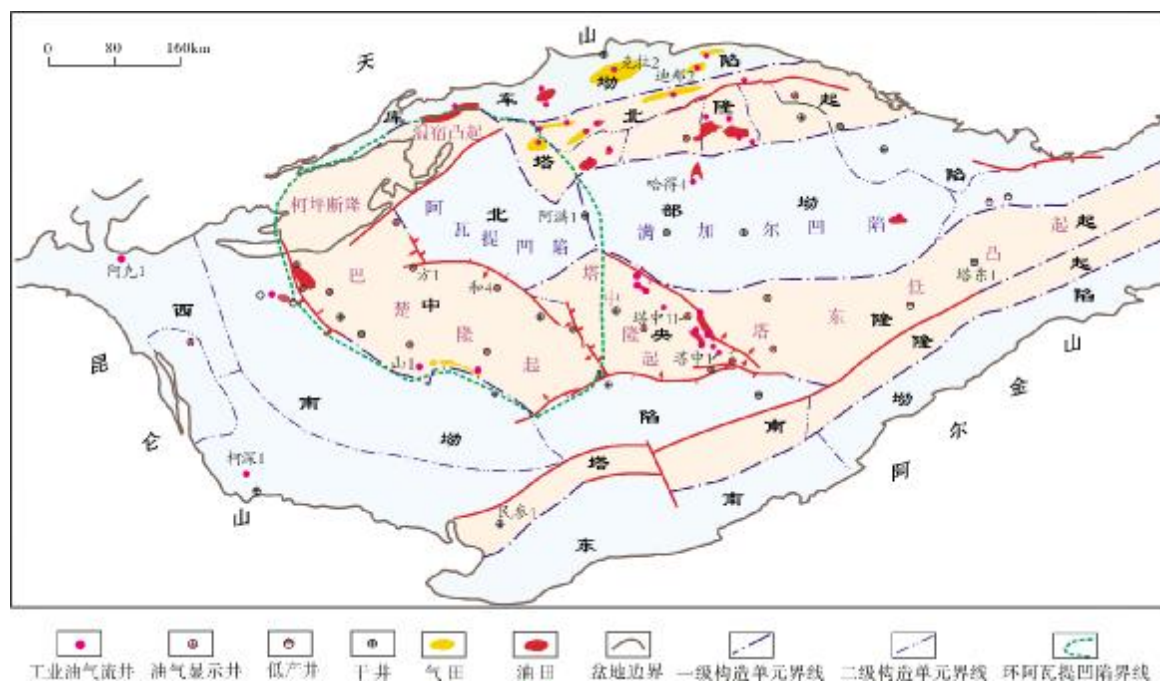 0 80 160km
天
山
库
车
坳
陷
克拉2
迪那2
温宿凸起
塔
北
隆
起
柯坪断隆
哈得4
阿
瓦
提
凹
陷
北
部
坳
陷
阿满1
满
加
尔
凹
陷
巴
楚
隆
起
中
央
隆
起
方1
和4
山1
塔
中
隆
起
塔中11
塔中1
塔
东
低
凸
起
塔东1
西
南
坳
陷
柯深1
昆
仑
山
塔
南
隆
起
民参1
东
南
坳
陷
阿
尔
金
山
工业油气流井
油气显示井
低产井
干井
气田
油田
盆地边界
一级构造单元界线
二级构造单元界线
环阿瓦提凹陷界线